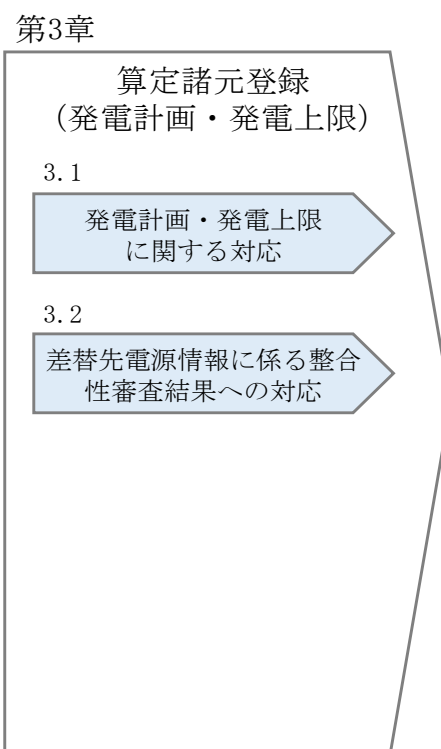 第3章
算定諸元登録
（発電計画・発電上限）
3.1
発電計画・発電上限
に関する対応
3.2
差替先電源情報に係る整合
性審査結果への対応